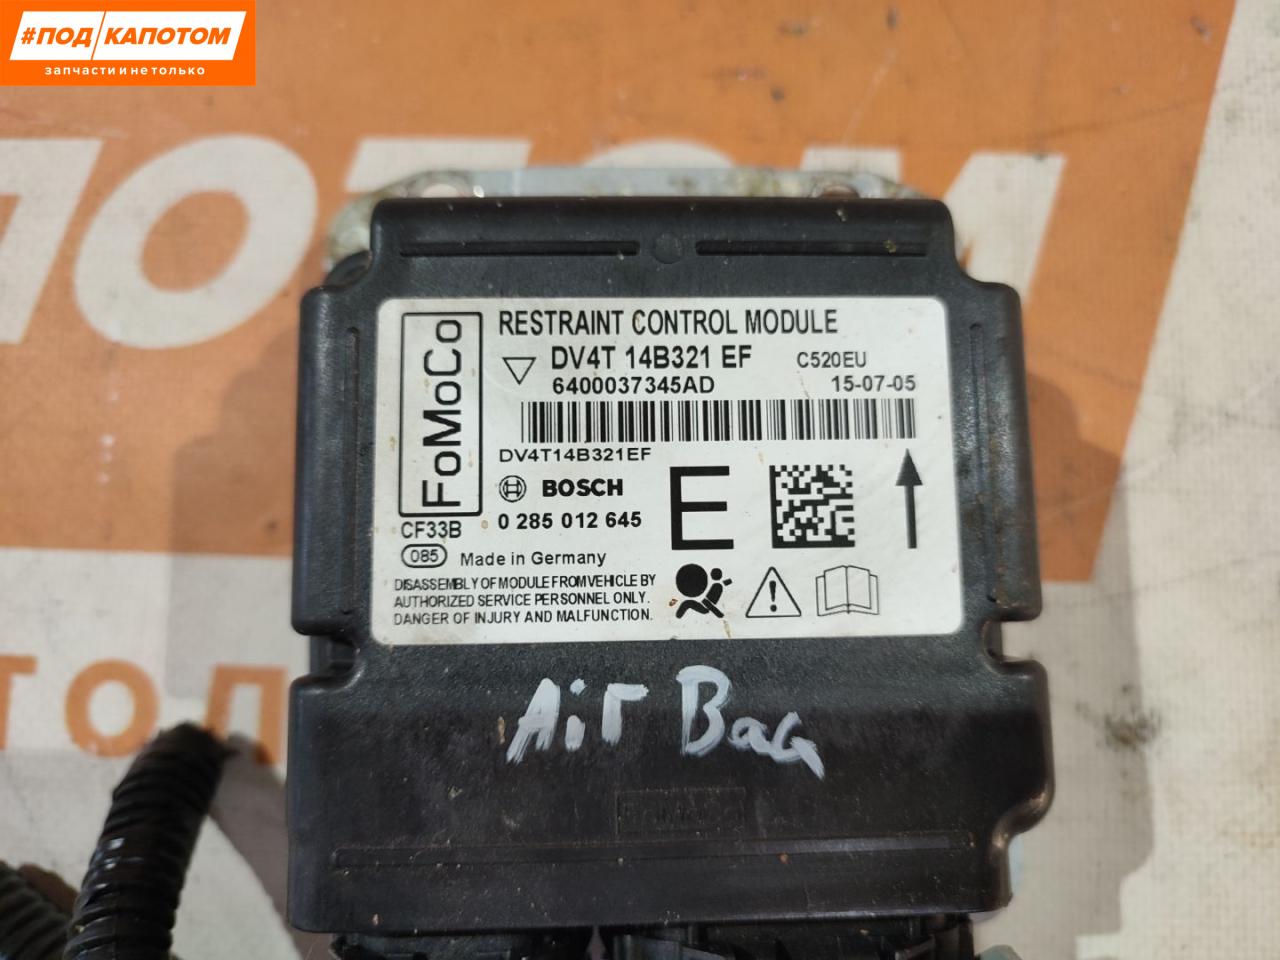 #ПОД КАПОТОМ
запчасти и не только
ПОТОМ
ТОЛ
RESTRAINT CONTROL MODULE
FoMoCo
DV4T 14B321 EF C520EU
6400037345AD 15-07-05
DV4T14B321EF
BOSCH
E
0 285 012 645
CF33B
085 Made in Germany
DISASSEMBLY OF MODULE FROM VEHICLE BY
AUTHORIZED SERVICE PERSONNEL ONLY.
DANGER OF INJURY AND MALFUNCTION.
Air Bag